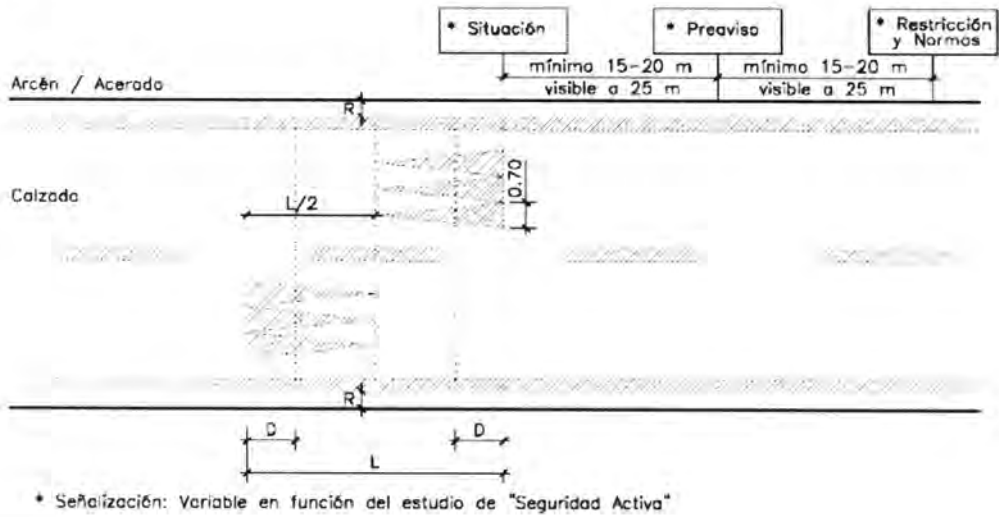 * Situación
* Preaviso
* Restricción
y Normas
mínimo 15-20 m
mínimo 15-20 m
visible a 25 m
visible a 25 m
Arcén / Acerado
R
0.70
Calzada
L/2
R
D
D
L
* Señalización: Variable en función del estudio de "Seguridad Activa"